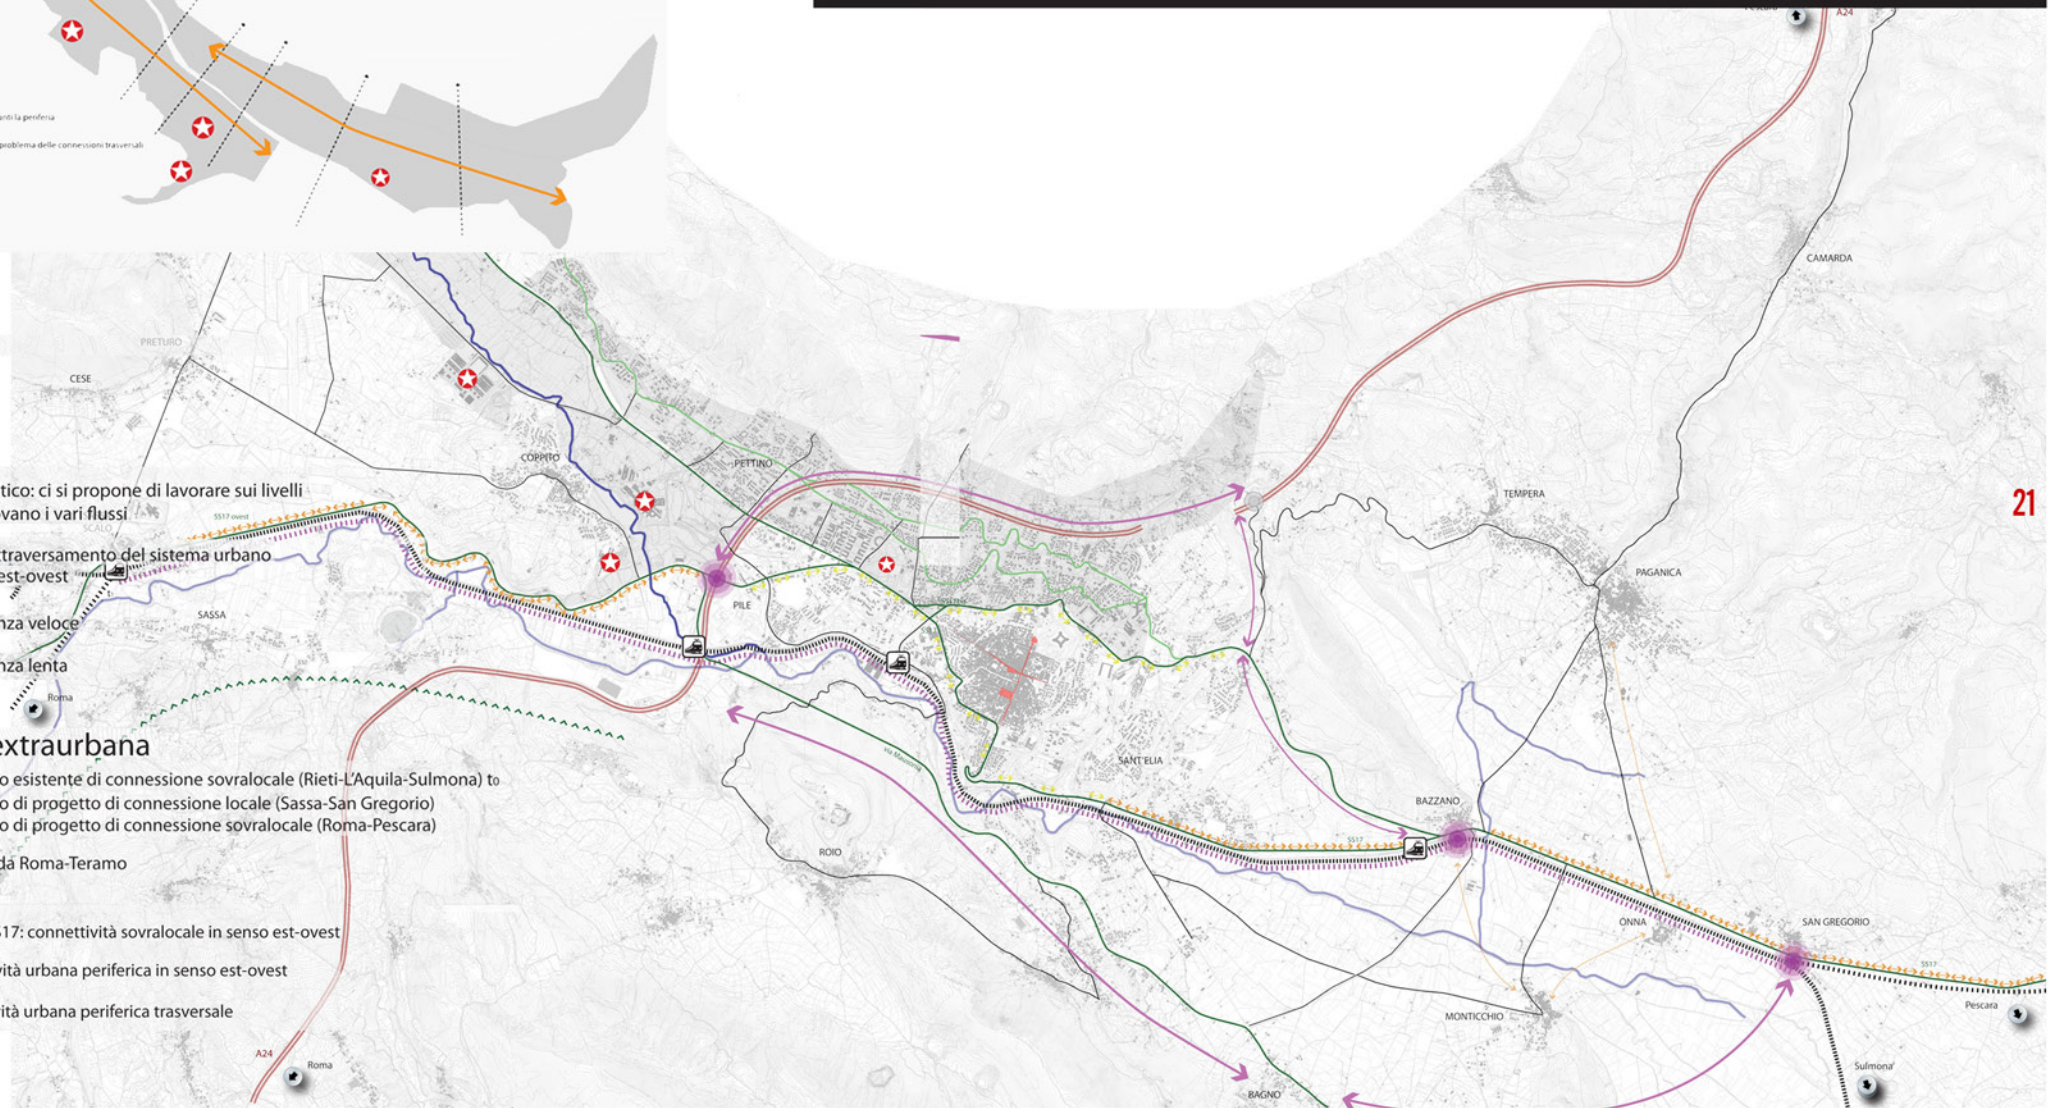 A24
la periferia
problema delle connessioni trasversali
CAMARDA
PRETURO
CESE
COPPITO
PETTINO
tico: ci si propone di lavorare sui livelli
ovano i vari flussi
SS17 ovest
SCALO
TEMPERA
21
ttraversamento del sistema urbano
est-ovest
PAGANICA
SASSA
PILE
nza veloce
nza lenta
Roma
extraurbana
via Mausonia
SANT'ELIA
o esistente di connessione sovralocale (Rieti-L'Aquila-Sulmona) to
o di progetto di connessione locale (Sassa-San Gregorio)
o di progetto di connessione sovralocale (Roma-Pescara)
BAZZANO
SS17
ROIO
da Roma-Teramo
S17: connettività sovralocale in senso est-ovest
ONNA
SAN GREGORIO
SS17
vità urbana periferica in senso est-ovest
Pescara
vità urbana periferica trasversale
MONTICCHIO
A24
Roma
Sulmona
BAGNO